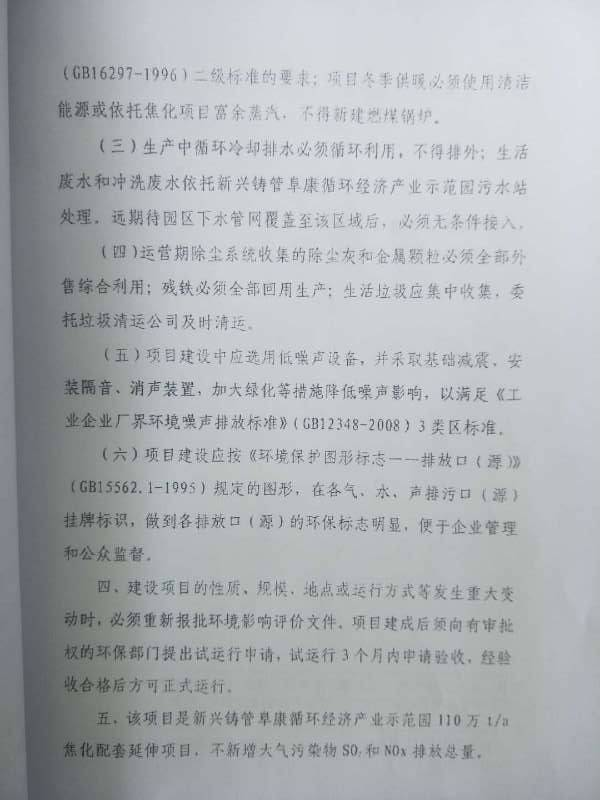 （GB16297-1996）二级标准的要求；项目冬季供暖必须使用清洁
能源或依托焦化项目富余蒸汽，不得新建燃煤锅炉。
（三）生产中循环冷却排水必须循环利用，不得排外；生活
废水和冲洗废水依托新兴铸管阜康循环经济产业示范园污水站
处理。远期待园区下水管网覆盖至该区域后，必须无条件接入。
（四）运营期除尘系统收集的除尘灰和金属颗粒必须全部外
售综合利用；残铁必须全部回用生产；生活垃圾应集中收集，委
托垃圾清运公司及时清运。
（五）项目建设中应选用低噪声设备，并采取基础减震、安
装隔音、消声装置，加大绿化等措施降低噪声影响，以满足《工
业企业厂界环境噪声排放标准》（GB12348-2008）3 类区标准。
（六）项目建设应按《环境保护图形标志——排放口（源）》
（GB15562.1-1995）规定的图形，在各气、水、声排污口（源）
挂牌标识，做到各排放口（源）的环保标志明显，便于企业管理
和公众监督。
四、建设项目的性质、规模、地点或运行方式等发生重大变
动时，必须重新报批环境影响评价文件。项目建成后须向有审批
权的环保部门提出试运行申请，试运行 3 个月内申请验收，经验
收合格后方可正式运行。
五、该项目是新兴铸管阜康循环经济产业示范园 110 万 t/a
焦化配套延伸项目，不新增大气污染物 SO₂ 和 NOx 排放总量。